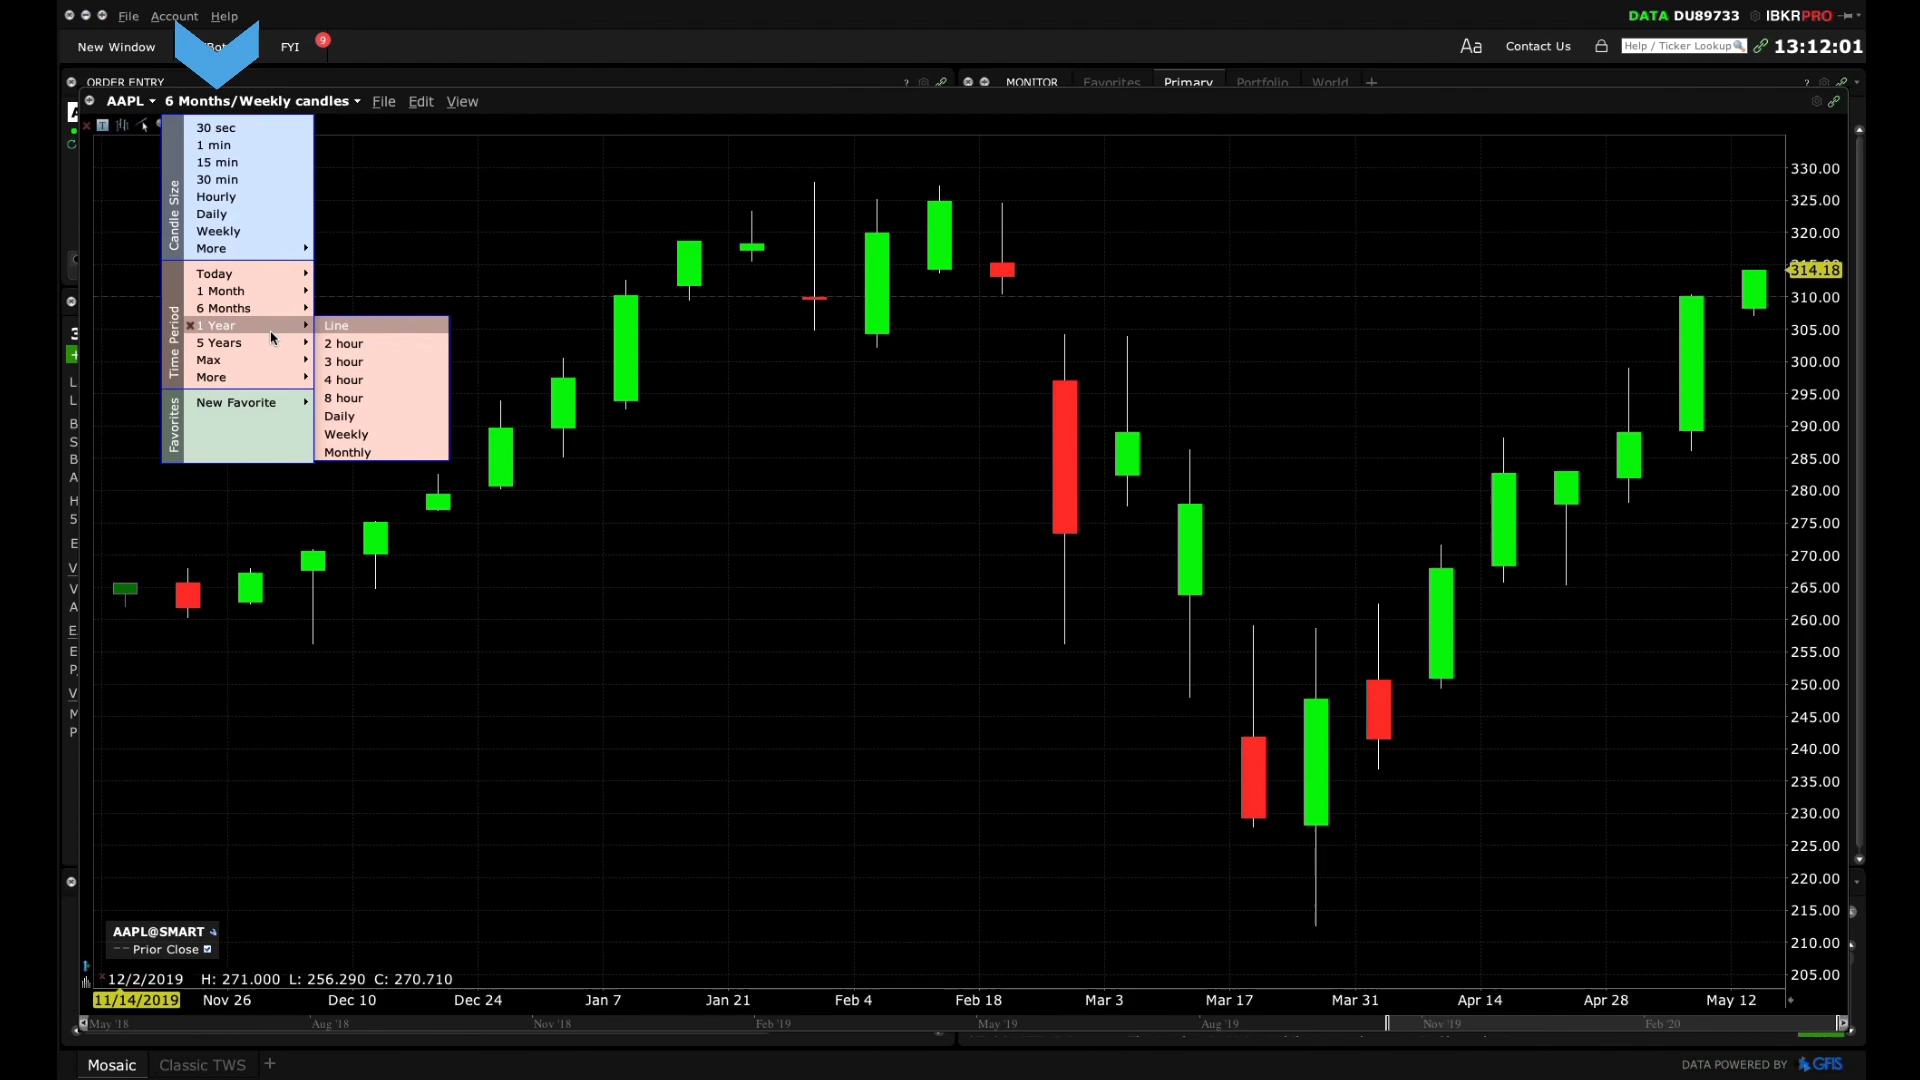 File Account Help
DATA DU89733 IBKRPRO
New Window
FYI 9
Aa Contact Us Help / Ticker Lookup 13:12:01
ORDER ENTRY
MONITOR Favorites Primary Portfolio World +
AAPL 6 Months/Weekly candles File Edit View
Candle Size
30 sec
1 min
15 min
30 min
Hourly
Daily
Weekly
More
Time Period
Today
1 Month
6 Months
1 Year
5 Years
Max
More
Favorites
New Favorite
Line
2 hour
3 hour
4 hour
8 hour
Daily
Weekly
Monthly
330.00
325.00
320.00
314.18
310.00
305.00
300.00
295.00
290.00
285.00
280.00
275.00
270.00
265.00
260.00
255.00
250.00
245.00
240.00
235.00
230.00
225.00
220.00
215.00
210.00
205.00
AAPL@SMART
Prior Close
12/2/2019 H: 271.000 L: 256.290 C: 270.710
11/14/2019 Nov 26 Dec 10 Dec 24 Jan 7 Jan 21 Feb 4 Feb 18 Mar 3 Mar 17 Mar 31 Apr 14 Apr 28 May 12
May '18 Aug '18 Nov '18 Feb '19 May '19 Aug '19 Nov '19 Feb '20
Mosaic Classic TWS +
DATA POWERED BY GFIS